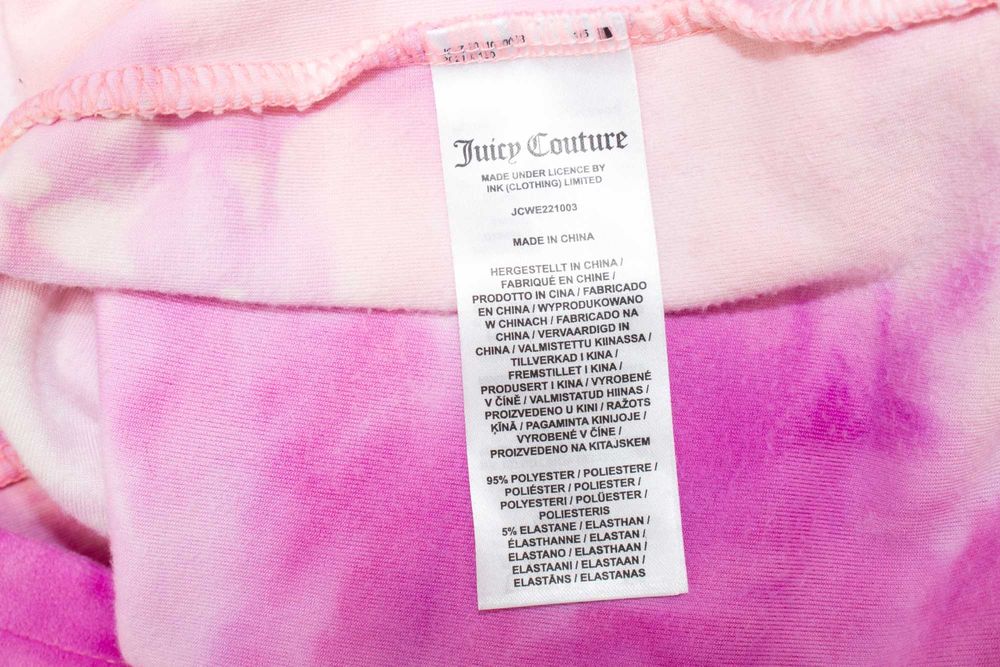 Juicy Couture
MADE UNDER LICENCE BY
INK (CLOTHING) LIMITED
JCWE221003
MADE IN CHINA
HERGESTELLT IN CHINA /
FABRIQUÉ EN CHINE /
PRODOTTO IN CINA / FABRICADO
EN CHINA / WYPRODUKOWANO
W CHINACH / FABRICADO NA
CHINA / VERVAARDIGD IN
CHINA / VALMISTETTU KIINASSA /
TILLVERKAD I KINA /
FREMSTILLET I KINA /
PRODUSERT I KINA / VYROBENÉ
V ČÍNĚ / VALMISTATUD HIINAS /
PROIZVEDENO U KINI / RAŽOTS
ĶĪNĀ / PAGAMINTA KINIJOJE /
VYROBENÉ V ČÍNE /
PROIZVEDENO NA KITAJSKEM
95% POLYESTER / POLIESTERE /
POLIÉSTER / POLIESTER /
POLYESTERI / POLÜESTER /
POLIESTERIS
5% ELASTANE / ELASTHAN /
ÉLASTHANNE / ELASTAN /
ELASTANO / ELASTHAAN /
ELASTAANI / ELASTAAN /
ELASTĀNS / ELASTANAS